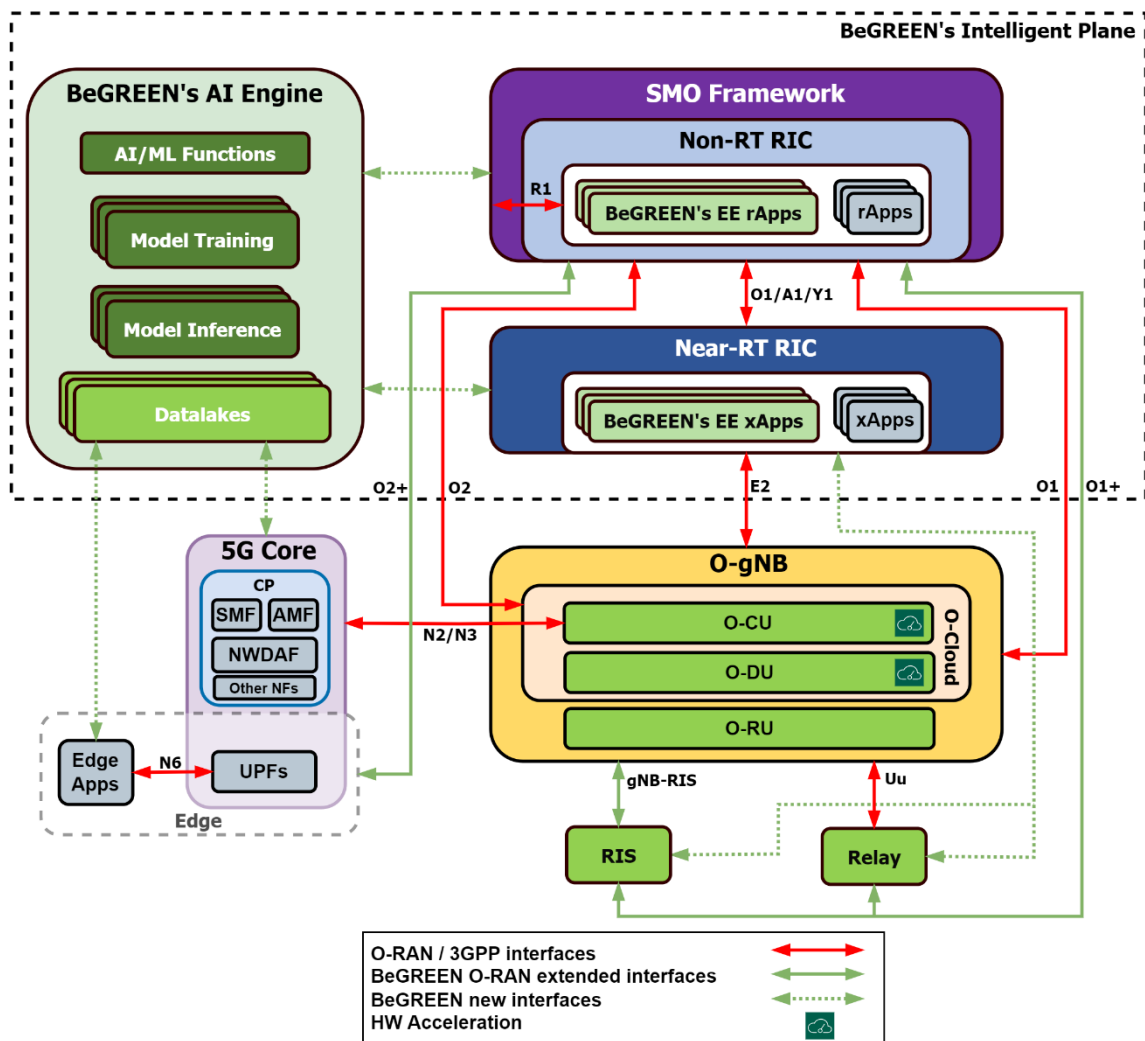 BeGREEN's Intelligent Plane
BeGREEN's AI Engine
AI/ML Functions
Model Training
Model Inference
Datalakes
SMO Framework
Non-RT RIC
R1
BeGREEN's EE rApps
rApps
O1/A1/Y1
Near-RT RIC
BeGREEN's EE xApps
xApps
O2+
O2
E2
O1
O1+
5G Core
CP
SMF
AMF
NWDAF
Other NFs
N2/N3
O-gNB
O-CU
O-DU
O-Cloud
O-RU
Edge
Apps
N6
UPFs
Edge
gNB-RIS
Uu
RIS
Relay
O-RAN / 3GPP interfaces
BeGREEN O-RAN extended interfaces
BeGREEN new interfaces
HW Acceleration